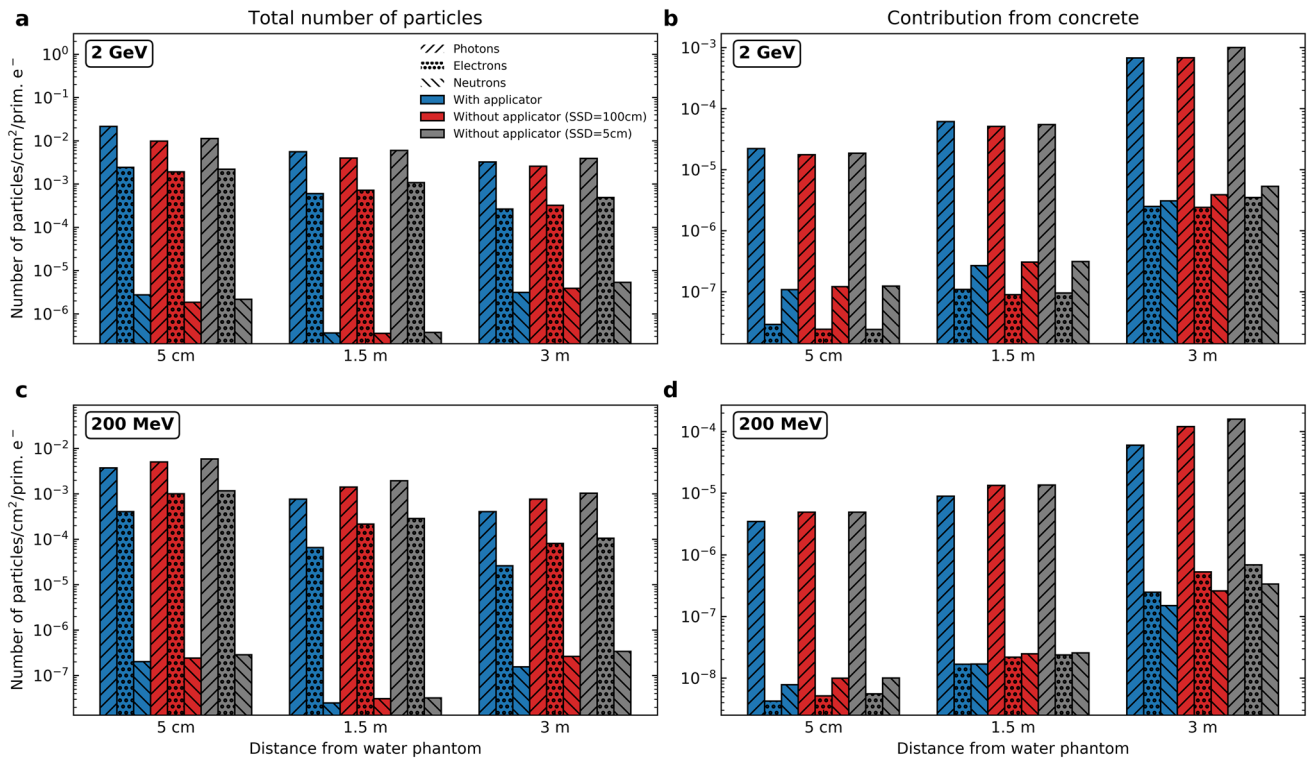 a
Total number of particles
2 GeV
Photons
Electrons
Neutrons
With applicator
Without applicator (SSD=100cm)
Without applicator (SSD=5cm)
10⁰
10⁻¹
10⁻²
10⁻³
10⁻⁴
10⁻⁵
10⁻⁶
Number of particles/cm²/prim. e⁻
5 cm
1.5 m
3 m
b
Contribution from concrete
2 GeV
10⁻³
10⁻⁴
10⁻⁵
10⁻⁶
10⁻⁷
5 cm
1.5 m
3 m
c
200 MeV
10⁻²
10⁻³
10⁻⁴
10⁻⁵
10⁻⁶
10⁻⁷
Number of particles/cm²/prim. e⁻
5 cm
1.5 m
3 m
Distance from water phantom
d
200 MeV
10⁻⁴
10⁻⁵
10⁻⁶
10⁻⁷
10⁻⁸
5 cm
1.5 m
3 m
Distance from water phantom